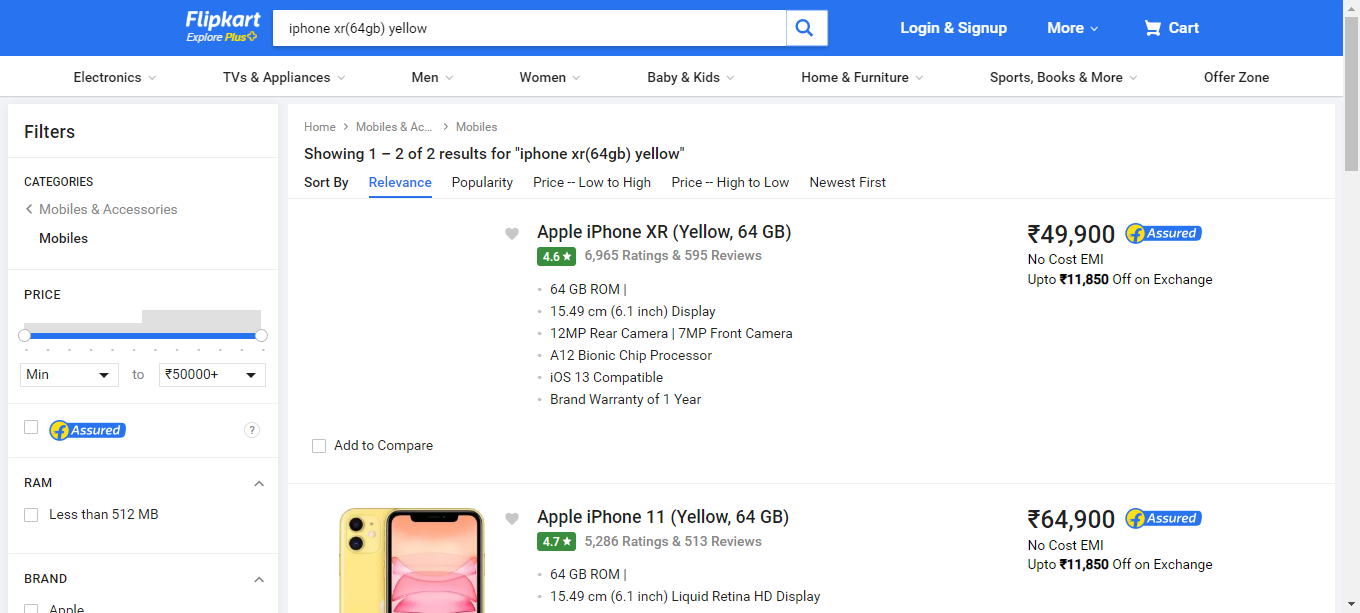 Flipkart
Explore Plus
iphone xr(64gb) yellow
Login & Signup
More
Cart
Electronics
TVs & Appliances
Men
Women
Baby & Kids
Home & Furniture
Sports, Books & More
Offer Zone
Filters
CATEGORIES
Mobiles & Accessories
Mobiles
PRICE
Min
to
₹50000+
Assured
?
RAM
Less than 512 MB
BRAND
Apple
Home > Mobiles & Ac... > Mobiles
Showing 1 – 2 of 2 results for "iphone xr(64gb) yellow"
Sort By Relevance Popularity Price -- Low to High Price -- High to Low Newest First
Apple iPhone XR (Yellow, 64 GB)
4.6★ 6,965 Ratings & 595 Reviews
64 GB ROM |
15.49 cm (6.1 inch) Display
12MP Rear Camera | 7MP Front Camera
A12 Bionic Chip Processor
iOS 13 Compatible
Brand Warranty of 1 Year
Add to Compare
₹49,900 Assured
No Cost EMI
Upto ₹11,850 Off on Exchange
Apple iPhone 11 (Yellow, 64 GB)
4.7★ 5,286 Ratings & 513 Reviews
64 GB ROM |
15.49 cm (6.1 inch) Liquid Retina HD Display
₹64,900 Assured
No Cost EMI
Upto ₹11,850 Off on Exchange